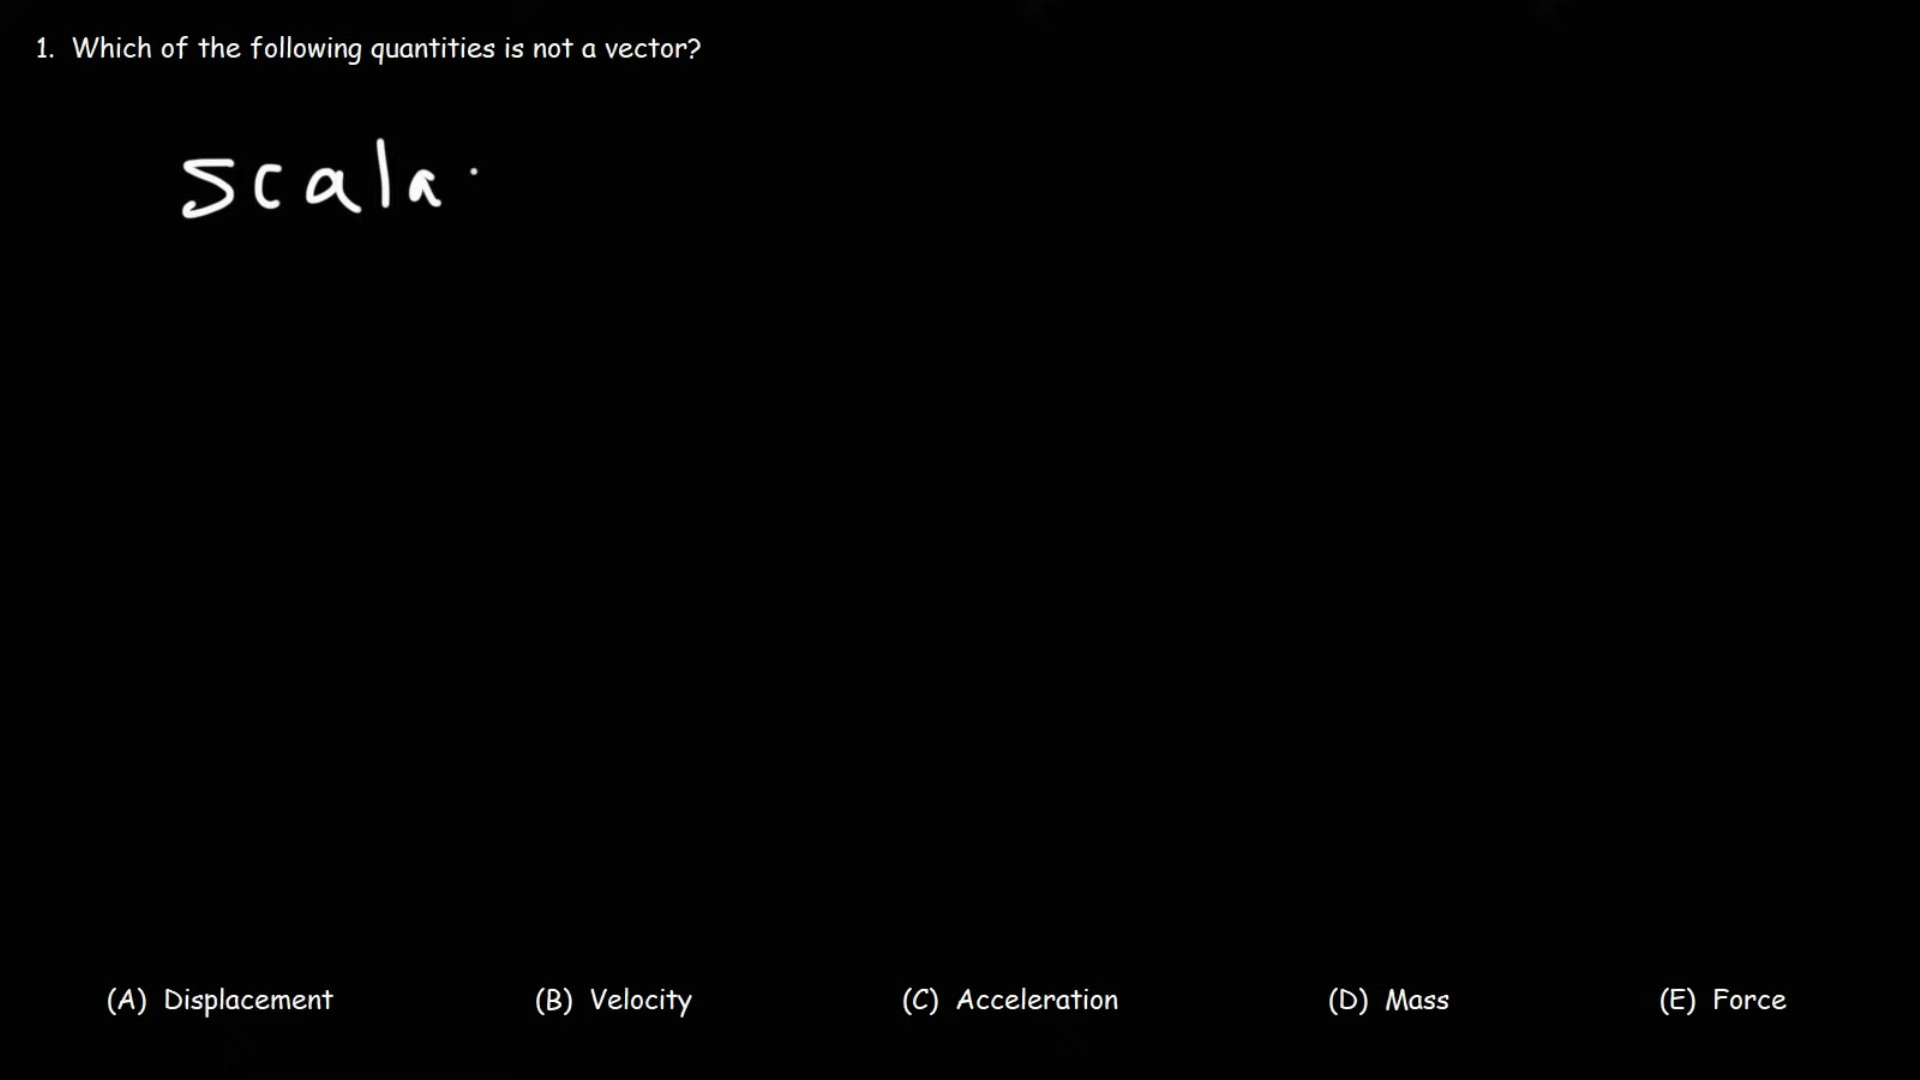 1. Which of the following quantities is not a vector?
scala
(A) Displacement (B) Velocity (C) Acceleration (D) Mass (E) Force